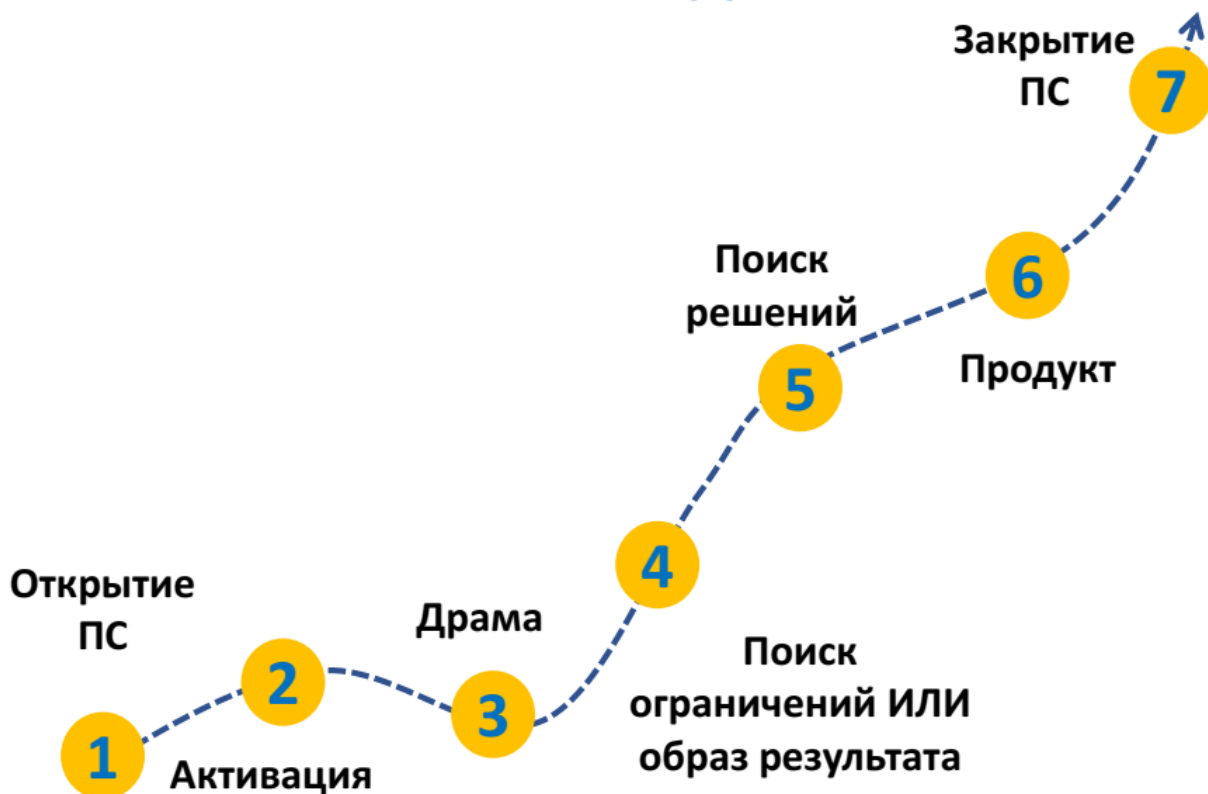 Открытие
ПС
1
2
Активация
Драма
3
4
Поиск
ограничений ИЛИ
образ результата
Поиск
решений
5
6
Продукт
Закрытие
ПС
7